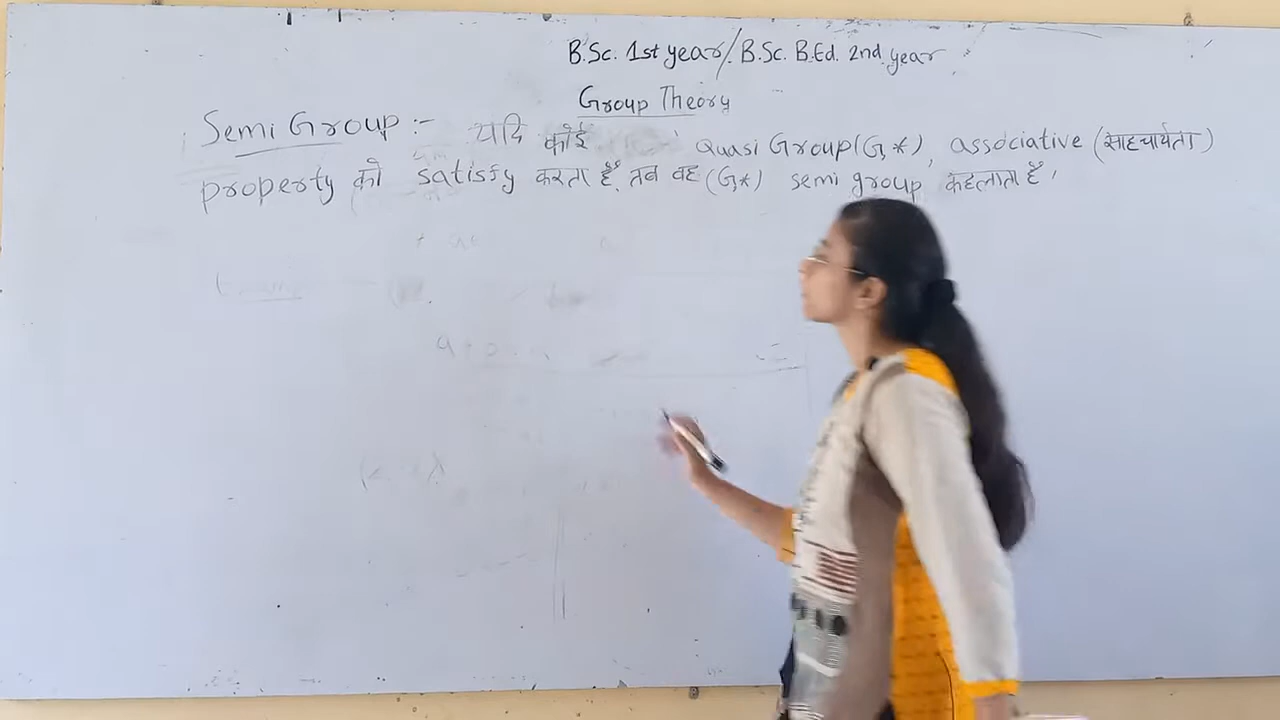 B.Sc. 1st year/B.Sc. B.Ed. 2nd year
Group Theory
Semi Group :- यदि कोई Quasi Group(G,*), associative (साहचार्यता)
property को satisfy करता हैं, तब वह (G,*) semi group कहलाता हैं,